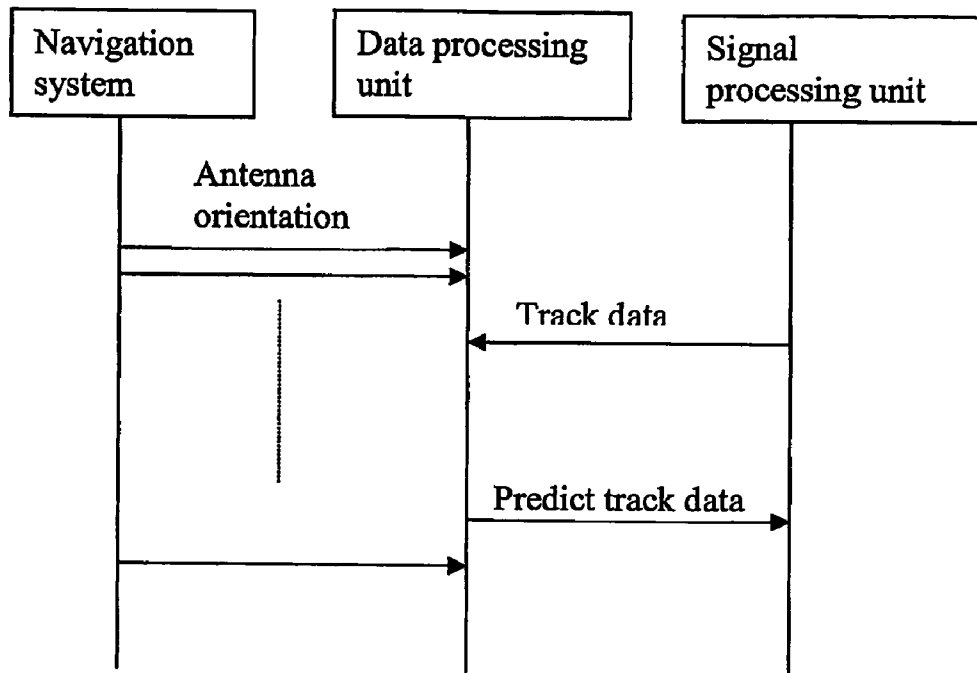 Navigation
system
Data processing
unit
Signal
processing unit
Antenna
orientation
Track data
Predict track data